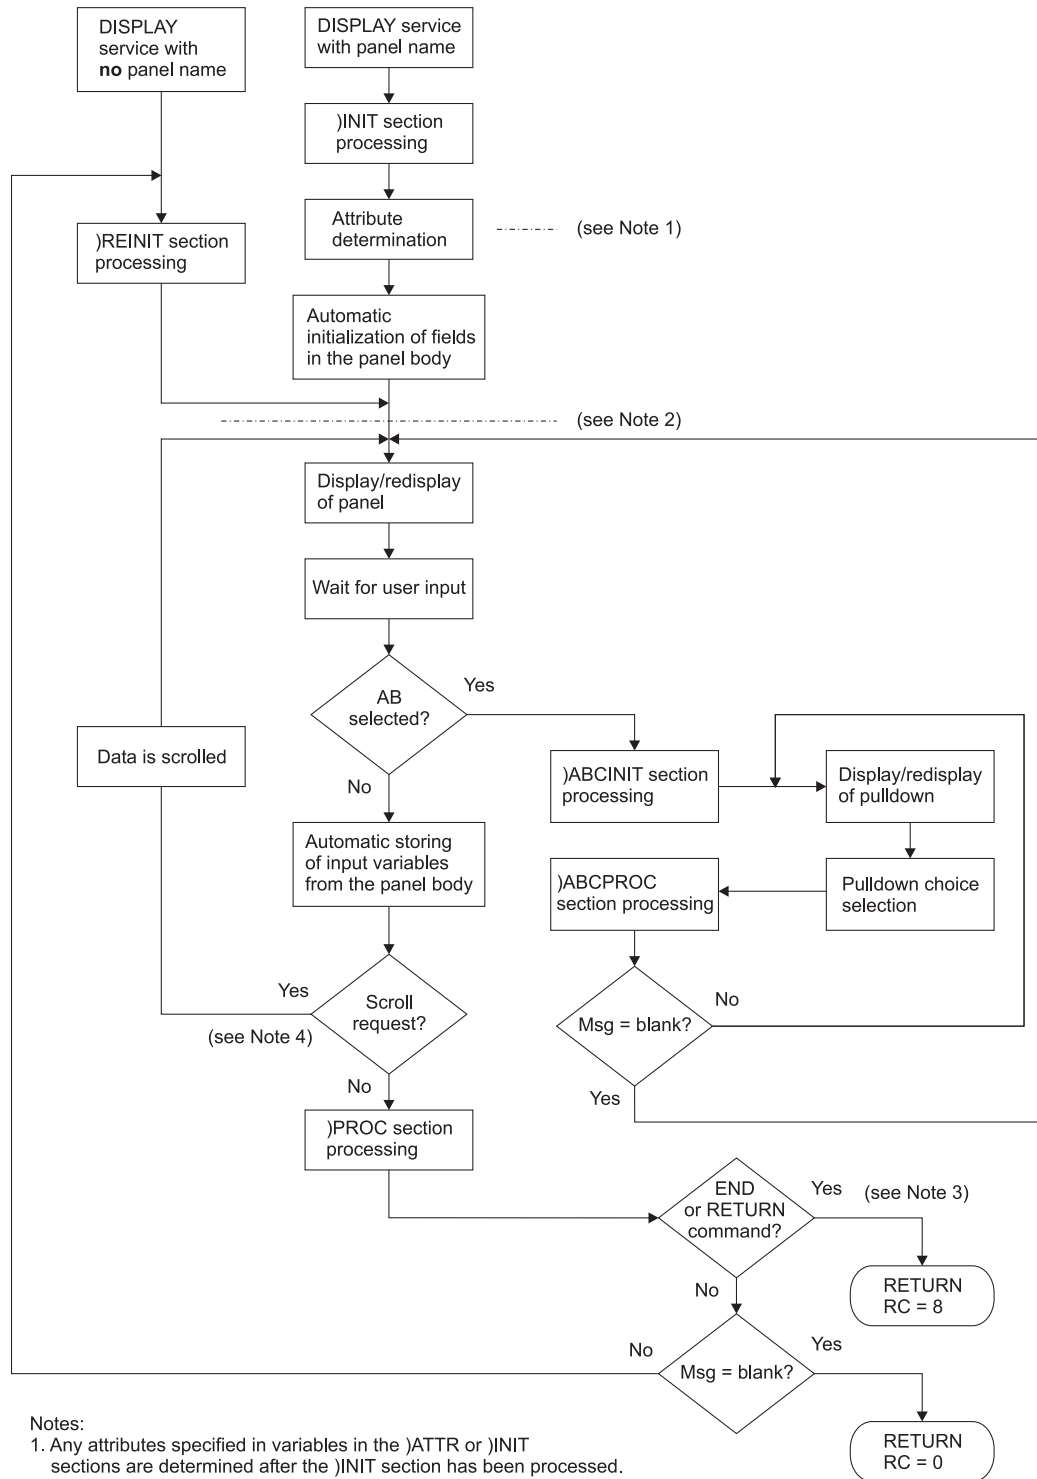 DISPLAY
service with
no panel name
DISPLAY service
with panel name
)INIT section
processing
Attribute
determination
(see Note 1)
)REINIT section
processing
Automatic
initialization of fields
in the panel body
(see Note 2)
Display/redisplay
of panel
Wait for user input
AB
selected?
Yes
No
Data is scrolled
)ABCINIT section
processing
Display/redisplay
of pulldown
Automatic storing
of input variables
from the panel body
)ABCPROC
section processing
Pulldown choice
selection
Yes
Scroll
request?
(see Note 4)
No
Msg = blank?
No
Yes
)PROC section
processing
END
or RETURN
command?
Yes
(see Note 3)
No
RETURN
RC = 8
No
Msg = blank?
Yes
RETURN
RC = 0
Notes:
1. Any attributes specified in variables in the )ATTR or )INIT
sections are determined after the )INIT section has been processed.